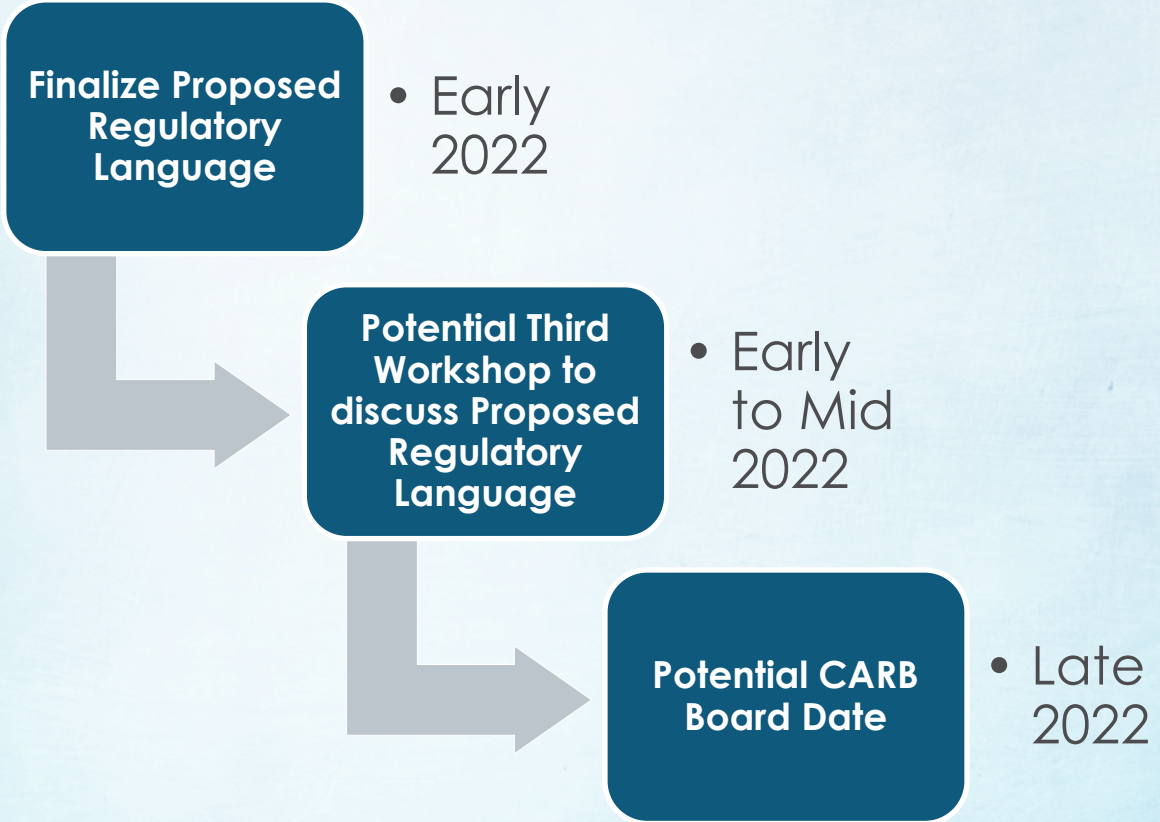 Finalize Proposed
Regulatory
Language
• Early
2022
Potential Third
Workshop to
discuss Proposed
Regulatory
Language
• Early
to Mid
2022
Potential CARB
Board Date
• Late
2022